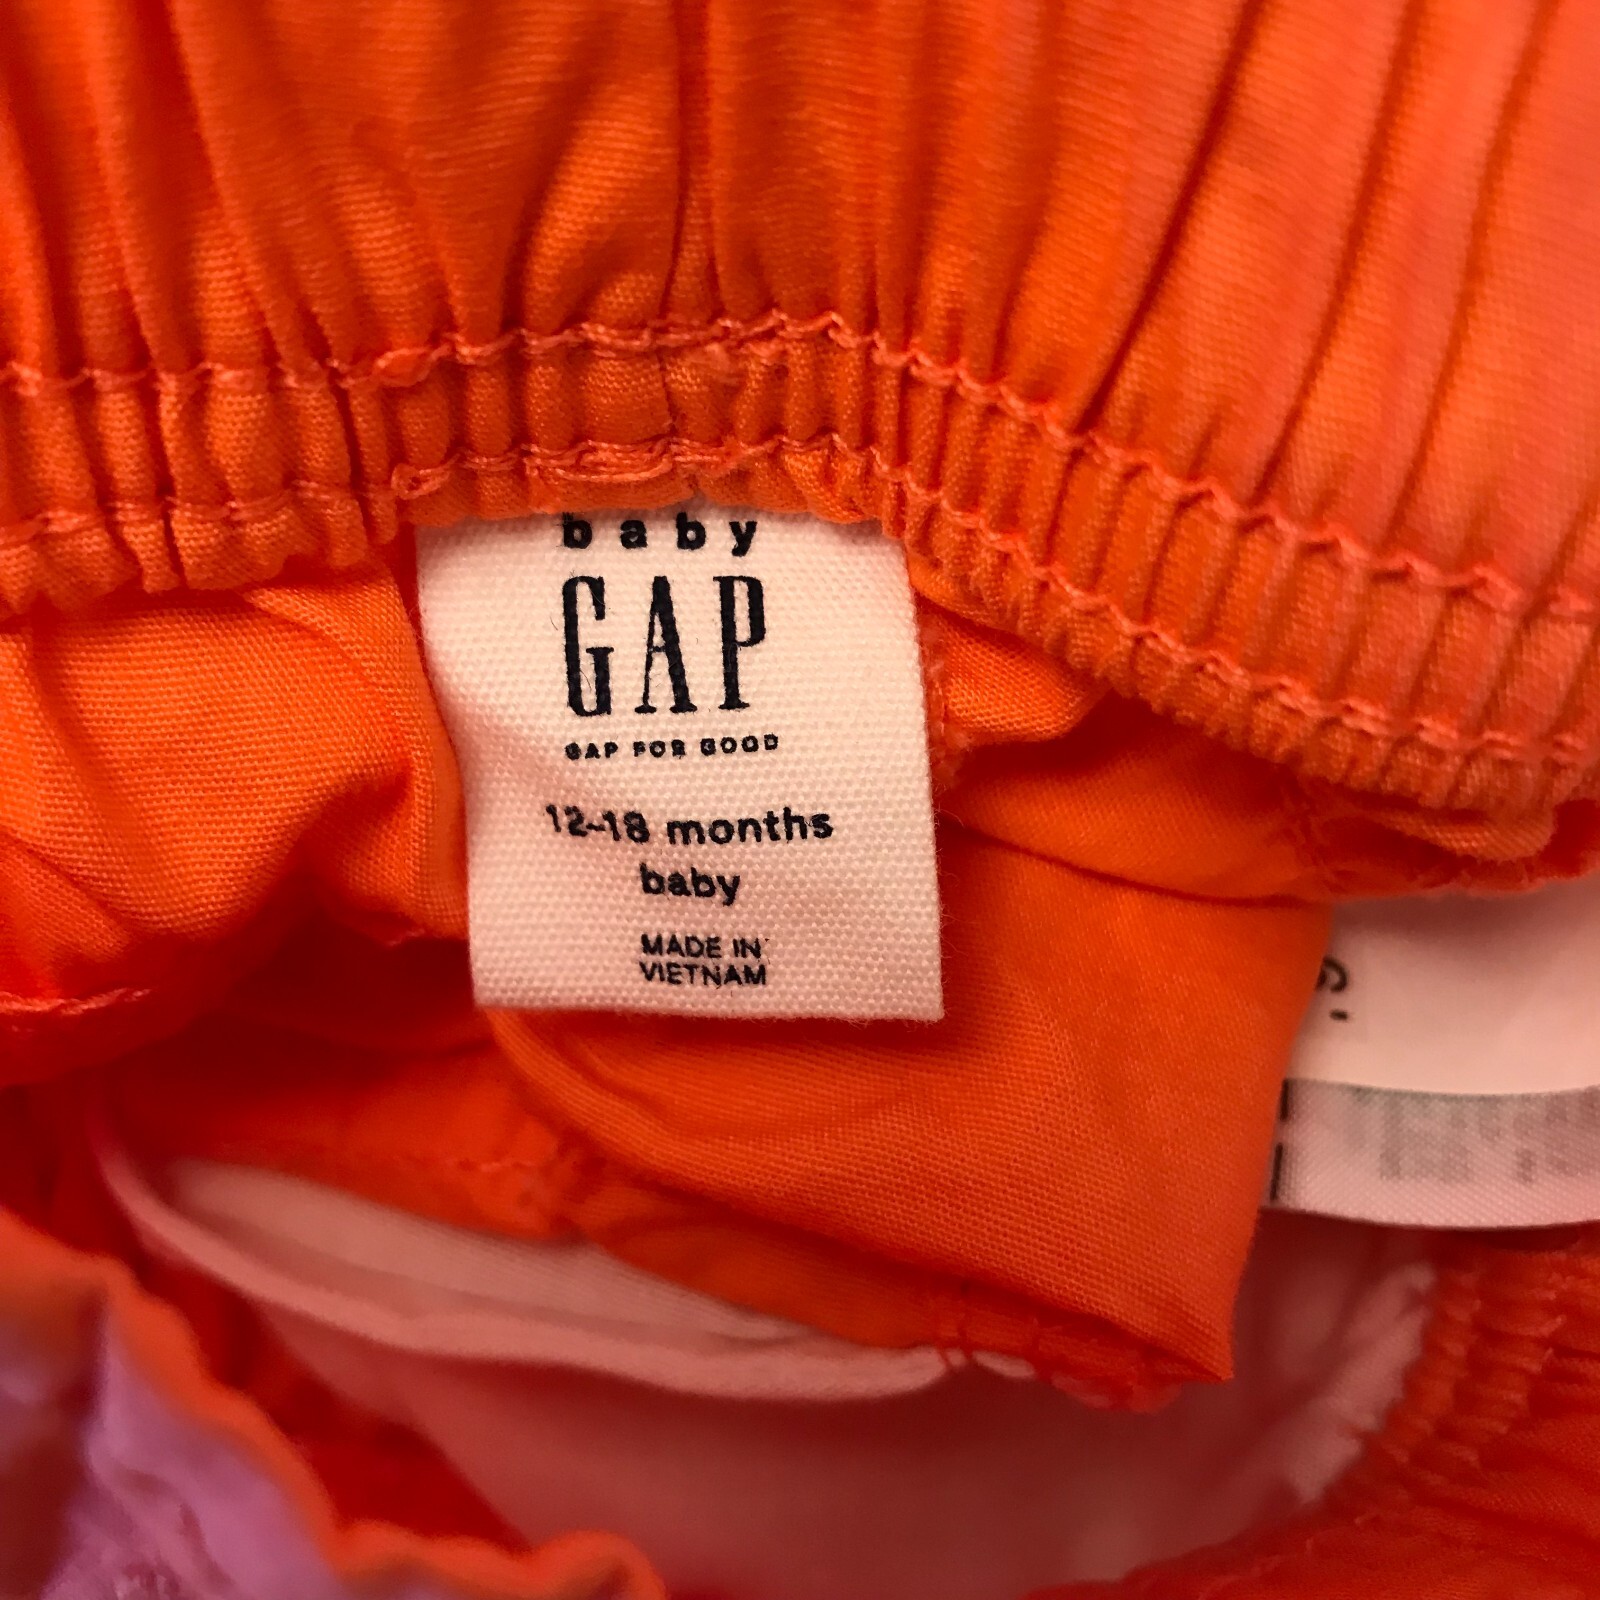 baby
GAP
GAP FOR GOOD
12-18 months
baby
MADE IN
VIETNAM